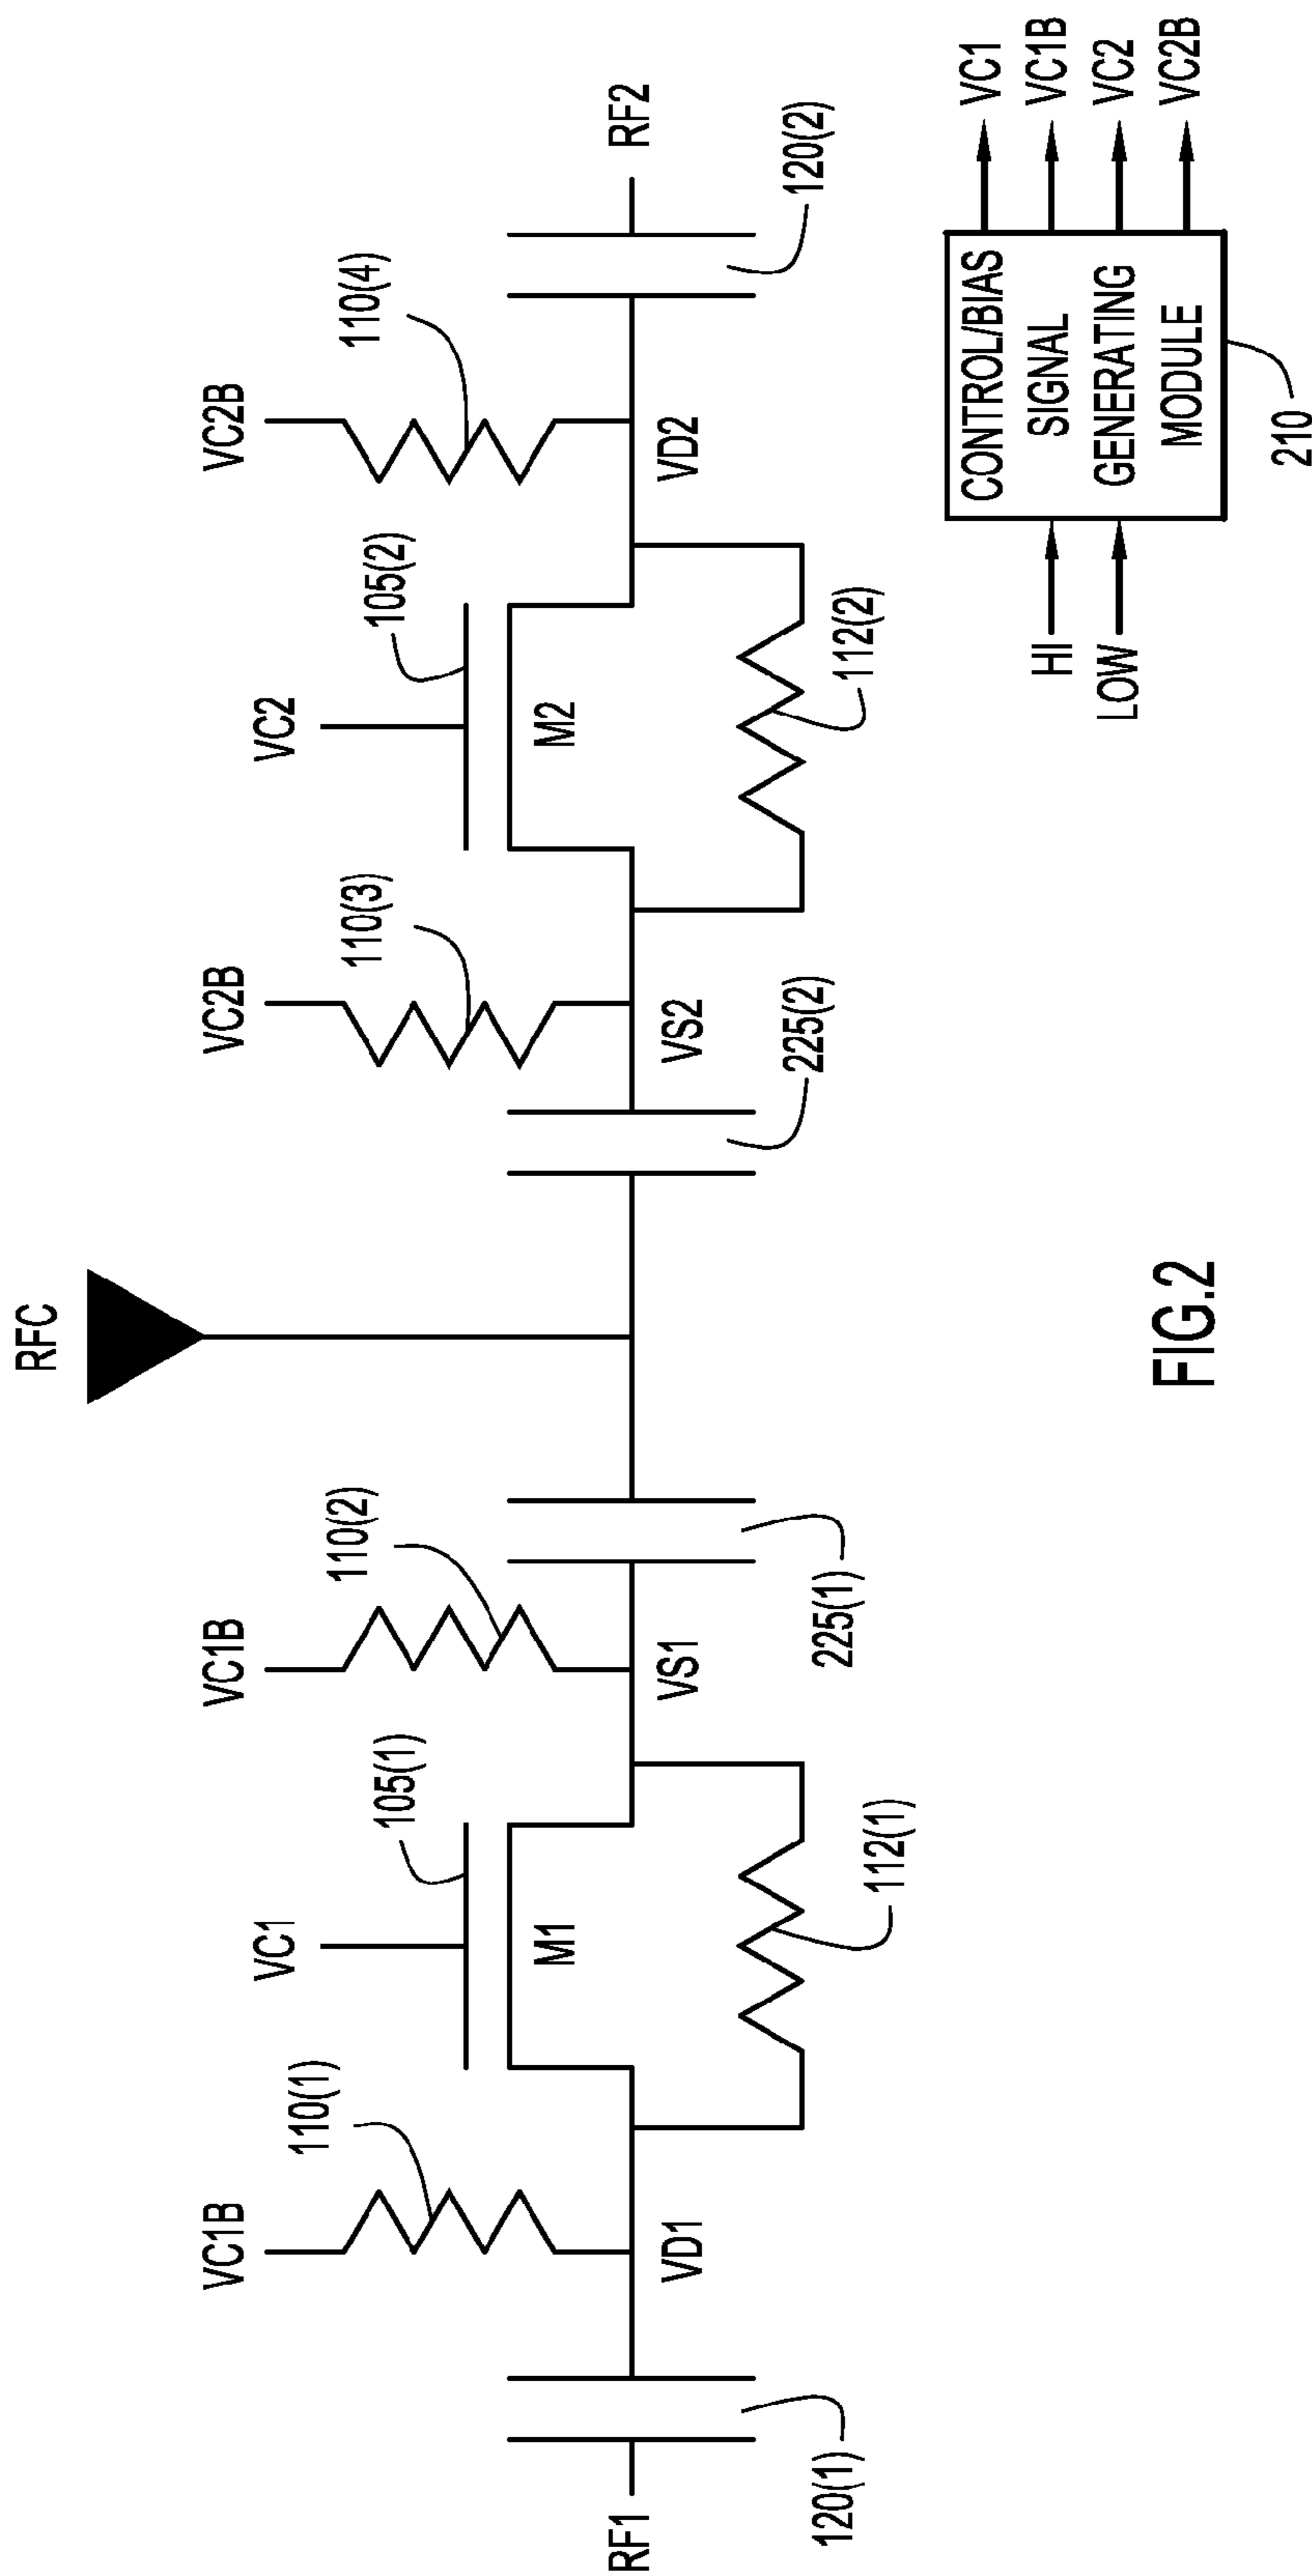 RFC
VC1B
110(1)
VC1
105(1)
VC1B
110(2)
VC2B
110(3)
VC2
105(2)
VC2B
110(4)
RF1
120(1)
VD1
M1
112(1)
VS1
225(1)
225(2)
VS2
M2
112(2)
VD2
120(2)
RF2
HI
LOW
CONTROL/BIAS
SIGNAL
GENERATING
MODULE
210
VC1
VC1B
VC2
VC2B
FIG.2